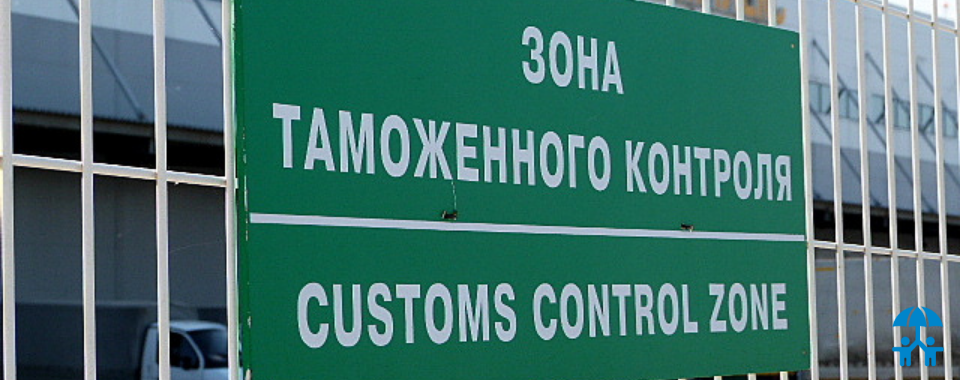 ЗОНА
ТАМОЖЕННОГО КОНТРОЛЯ
CUSTOMS CONTROL ZONE